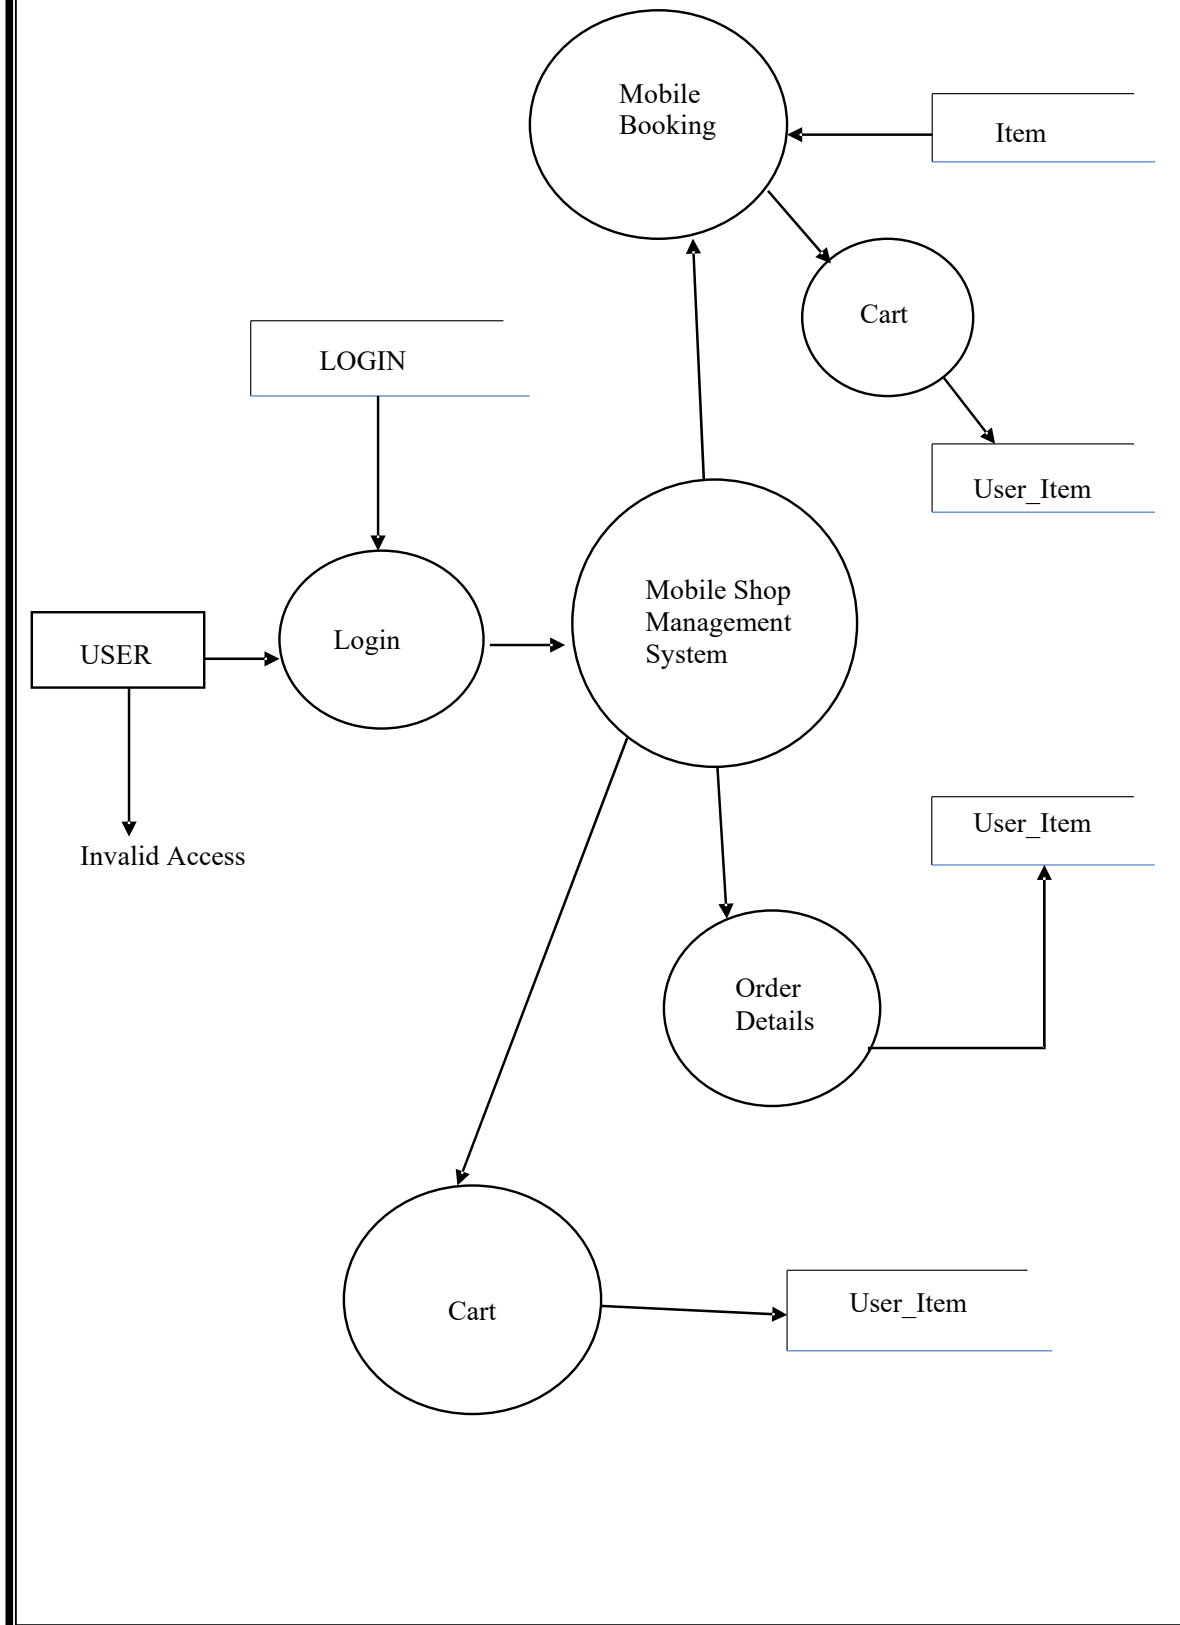 Mobile
Booking
Item
Cart
LOGIN
User_Item
Mobile Shop
Management
System
Login
USER
User_Item
Invalid Access
Order
Details
Cart
User_Item